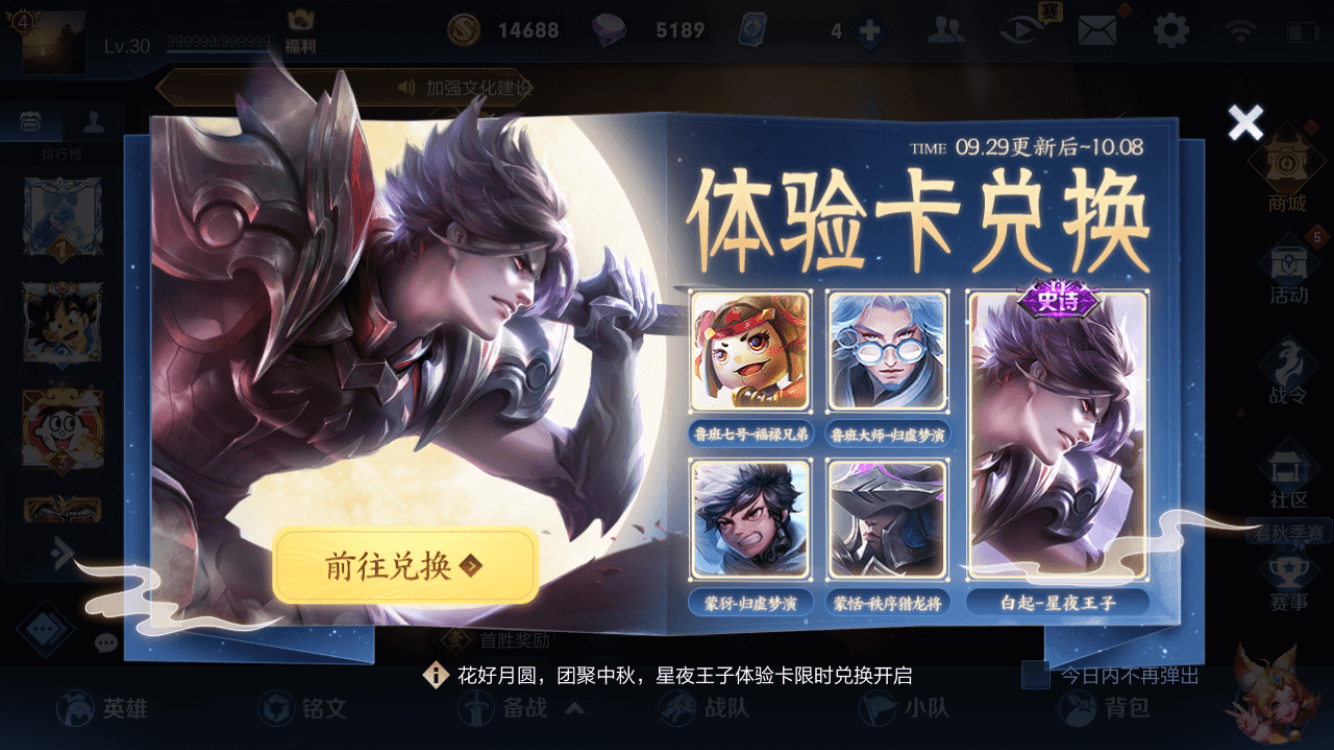 4
Lv.30
999999/999999
福利
14688
5189
4
赛
加强文化建设
排行榜
TIME 09.29更新后~10.08
体验卡兑换
史诗
鲁班七号-福禄兄弟
鲁班大师-归虚梦演
蒙犽-归虚梦演
蒙恬-秩序猎龙将
白起-星夜王子
前往兑换
1
3
商城
5
活动
战令
社区
看秋季赛
赛事
首胜奖励
花好月圆，团聚中秋，星夜王子体验卡限时兑换开启
今日内不再弹出
英雄
铭文
备战
战队
小队
背包